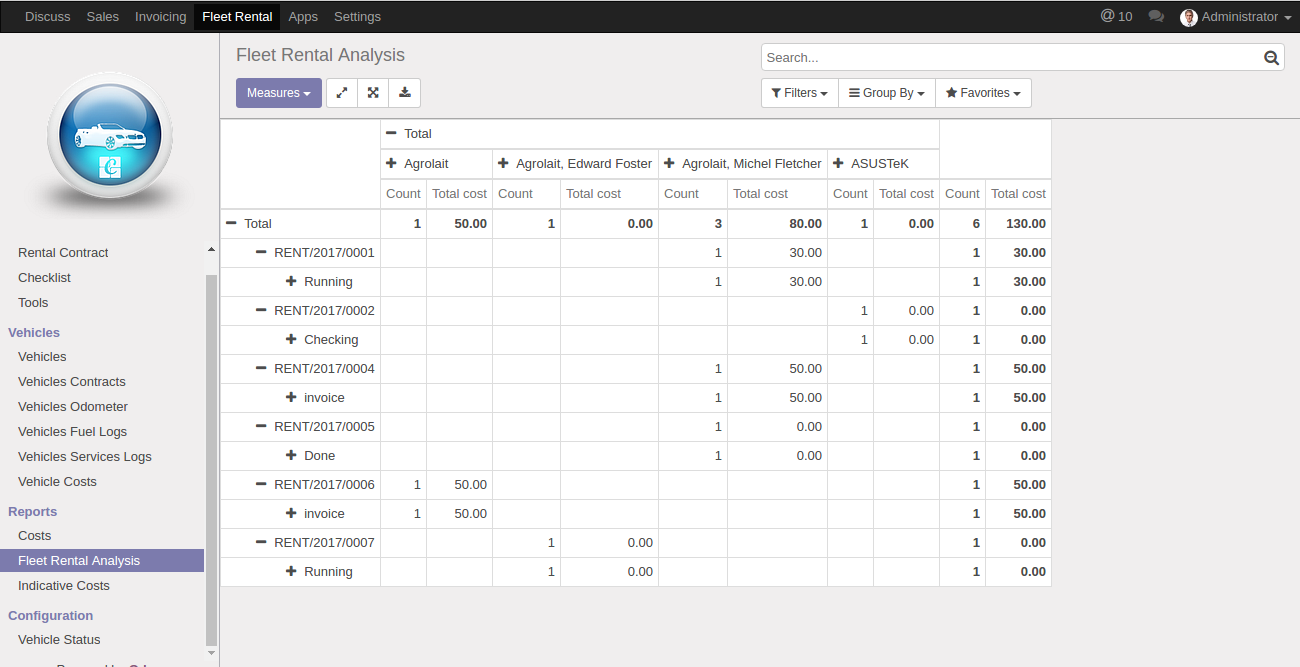 Discuss Sales Invoicing Fleet Rental Apps Settings @ 10 Administrator
Fleet Rental Analysis
Search...
Measures
Filters Group By Favorites
Rental Contract
Checklist
Tools
Vehicles
Vehicles
Vehicles Contracts
Vehicles Odometer
Vehicles Fuel Logs
Vehicles Services Logs
Vehicle Costs
Reports
Costs
Fleet Rental Analysis
Indicative Costs
Configuration
Vehicle Status
Total
Agrolait Agrolait, Edward Foster Agrolait, Michel Fletcher ASUSTeK
Count Total cost Count Total cost Count Total cost Count Total cost Count Total cost
Total 1 50.00 1 0.00 3 80.00 1 0.00 6 130.00
RENT/2017/0001 1 30.00 1 30.00
Running 1 30.00 1 30.00
RENT/2017/0002 1 0.00 1 0.00
Checking 1 0.00 1 0.00
RENT/2017/0004 1 50.00 1 50.00
invoice 1 50.00 1 50.00
RENT/2017/0005 1 0.00 1 0.00
Done 1 0.00 1 0.00
RENT/2017/0006 1 50.00 1 50.00
invoice 1 50.00 1 50.00
RENT/2017/0007 1 0.00 1 0.00
Running 1 0.00 1 0.00